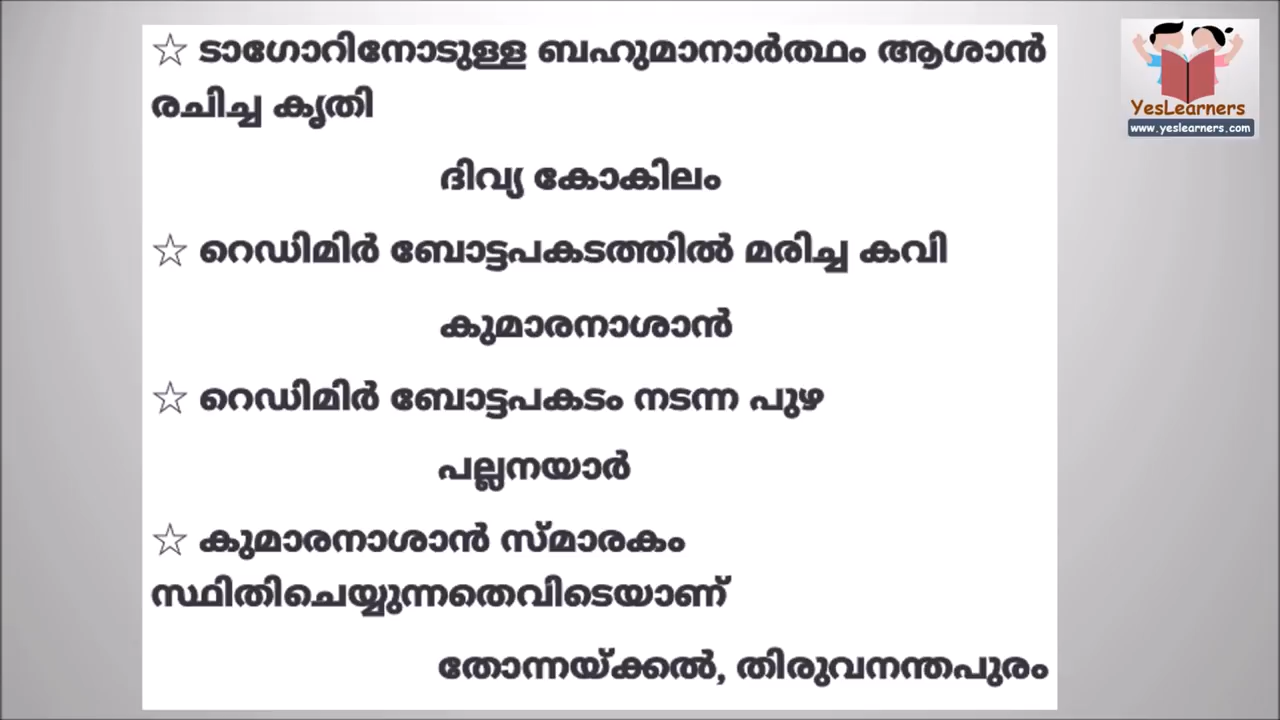 ☆ ടാഗോറിനോടുള്ള ബഹുമാനാർത്ഥം ആശാൻ
രചിച്ച കൃതി
ദിവ്യ കോകിലം
☆ റെഡിമിർ ബോട്ടപകടത്തിൽ മരിച്ച കവി
കുമാരനാശാൻ
☆ റെഡിമിർ ബോട്ടപകടം നടന്ന പുഴ
പല്ലനയാർ
☆ കുമാരനാശാൻ സ്മാരകം
സ്ഥിതിചെയ്യുന്നതെവിടെയാണ്
തോന്നയ്ക്കൽ, തിരുവനന്തപുരം
YesLearners
www.yeslearners.com